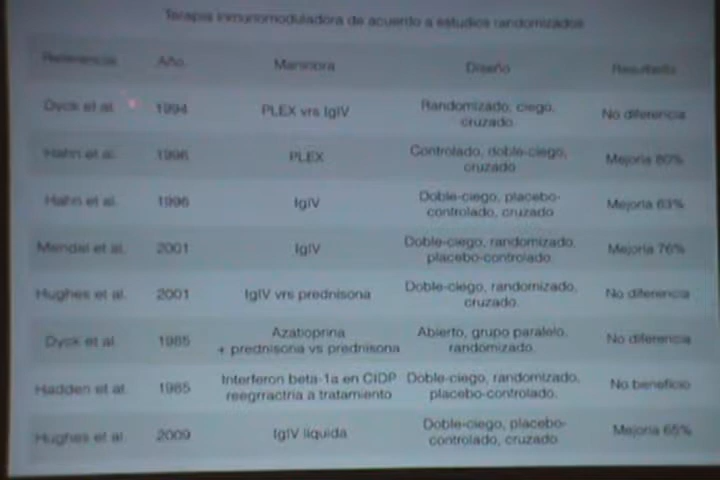 Terapia inmunomoduladora de acuerdo a estudios randomizados
Referencia Año Maniobra Diseño Resultado
Dyck et al. 1994 PLEX vrs IgIV Randomizado, ciego, cruzado No diferencia
Hahn et al. 1996 PLEX Controlado, doble-ciego, cruzado Mejoría 80%
Hahn et al. 1996 IgIV Doble-ciego, placebo-controlado, cruzado Mejoría 63%
Mendel et al. 2001 IgIV Doble-ciego, randomizado, placebo-controlado. Mejoría 76%
Hughes et al. 2001 IgIV vrs prednisona Doble-ciego, randomizado, cruzado. No diferencia
Dyck et al. 1985 Azatioprina + prednisona vs prednisona Abierto, grupo paralelo, randomizado. No diferencia
Hadden et al. 1985 Interferon beta-1a en CIDP a tratamiento Doble-ciego, randomizado, placebo-controlado. No beneficio
Hughes et al. 2009 IgIV líquida Doble-ciego, placebo-controlado, cruzado Mejoría 65%